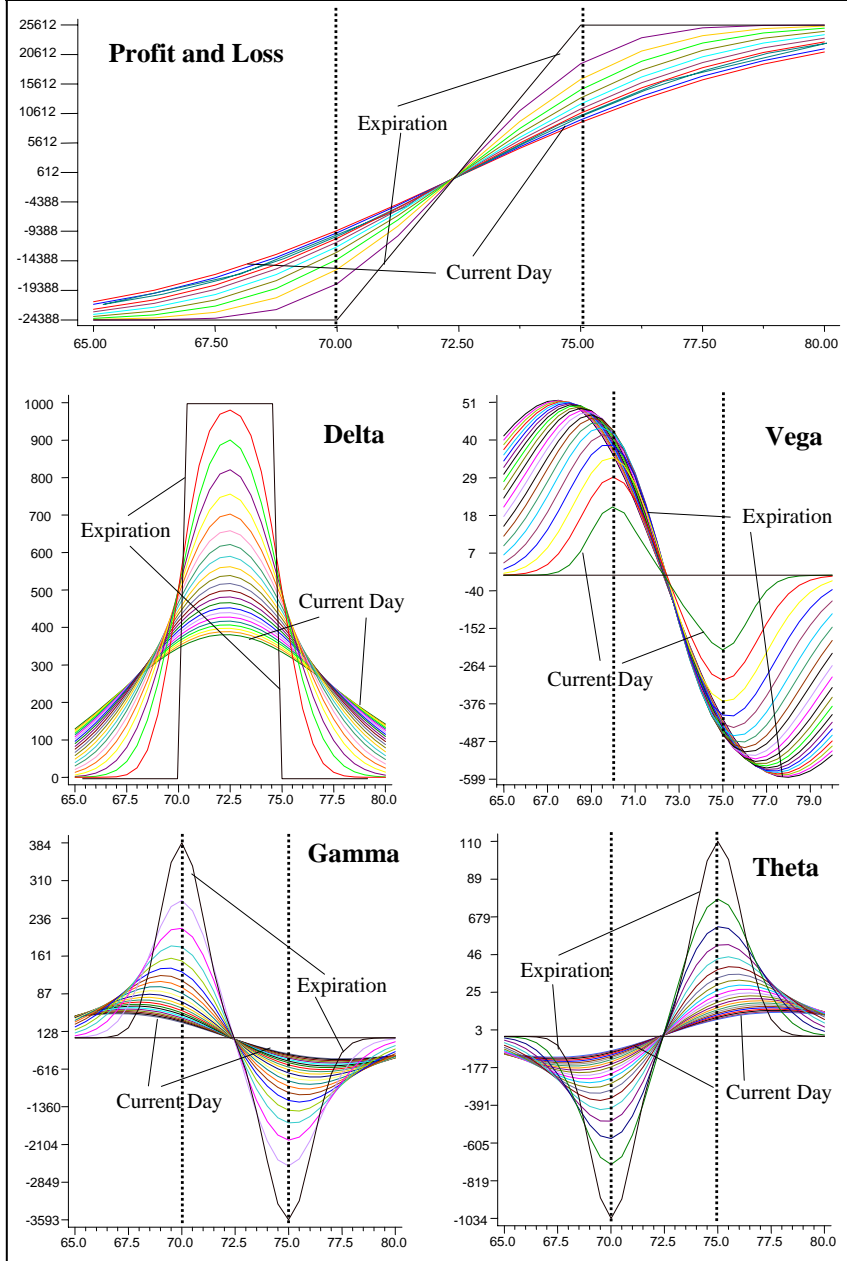 Profit and Loss
25612
20612
15612
10612
5612
612
-4388
-9388
-14388
-19388
-24388
Expiration
Current Day
65.00 67.50 70.00 72.50 75.00 77.50 80.00
Delta
1000
900
800
700
600
500
400
300
200
100
0
Expiration
Current Day
65.0 67.5 70.0 72.5 75.0 77.5 80.0
Vega
51
40
29
18
7
-40
-152
-264
-376
-487
-599
Expiration
Current Day
65.0 67.0 69.0 71.0 73.0 75.0 77.0 79.0
Gamma
384
310
236
161
87
128
-616
-1360
-2104
-2849
-3593
Expiration
Current Day
65.0 67.5 70.0 72.5 75.0 77.5 80.0
Theta
110
89
679
46
25
3
-177
-391
-605
-819
-1034
Expiration
Current Day
65.0 67.5 70.0 72.5 75.0 77.5 80.0